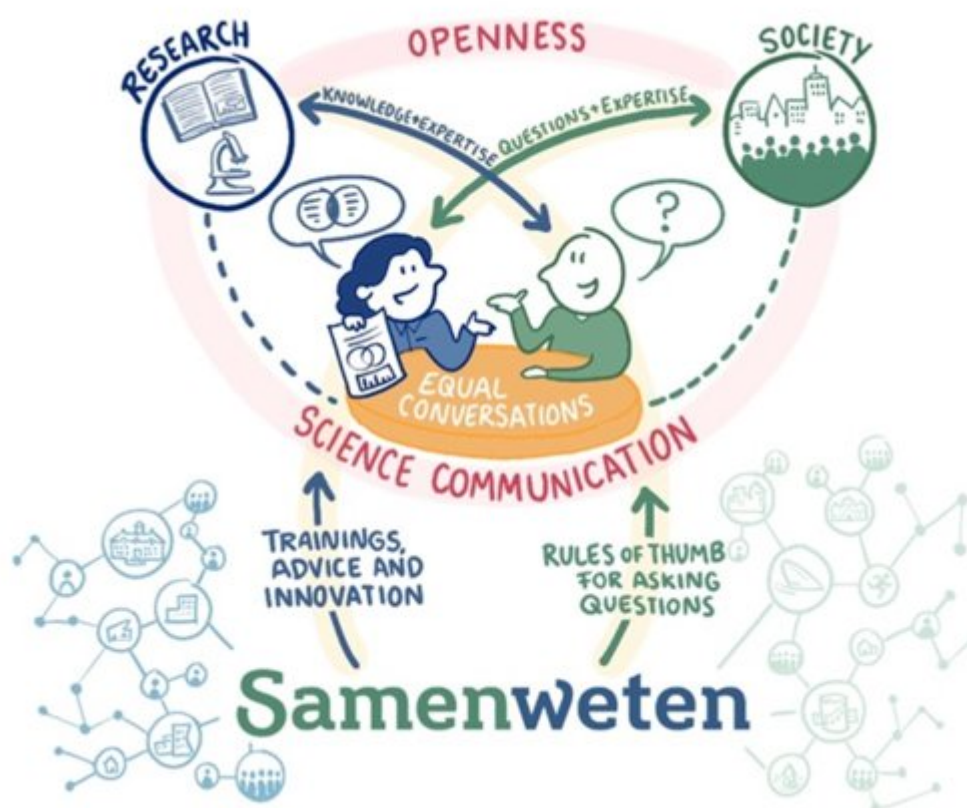 RESEARCH
OPENNESS
SOCIETY
KNOWLEDGE+EXPERTISE
QUESTIONS+EXPERTISE
?
EQUAL
CONVERSATIONS
SCIENCE COMMUNICATION
TRAININGS,
ADVICE AND
INNOVATION
RULES OF THUMB
FOR ASKING
QUESTIONS
Samenweten